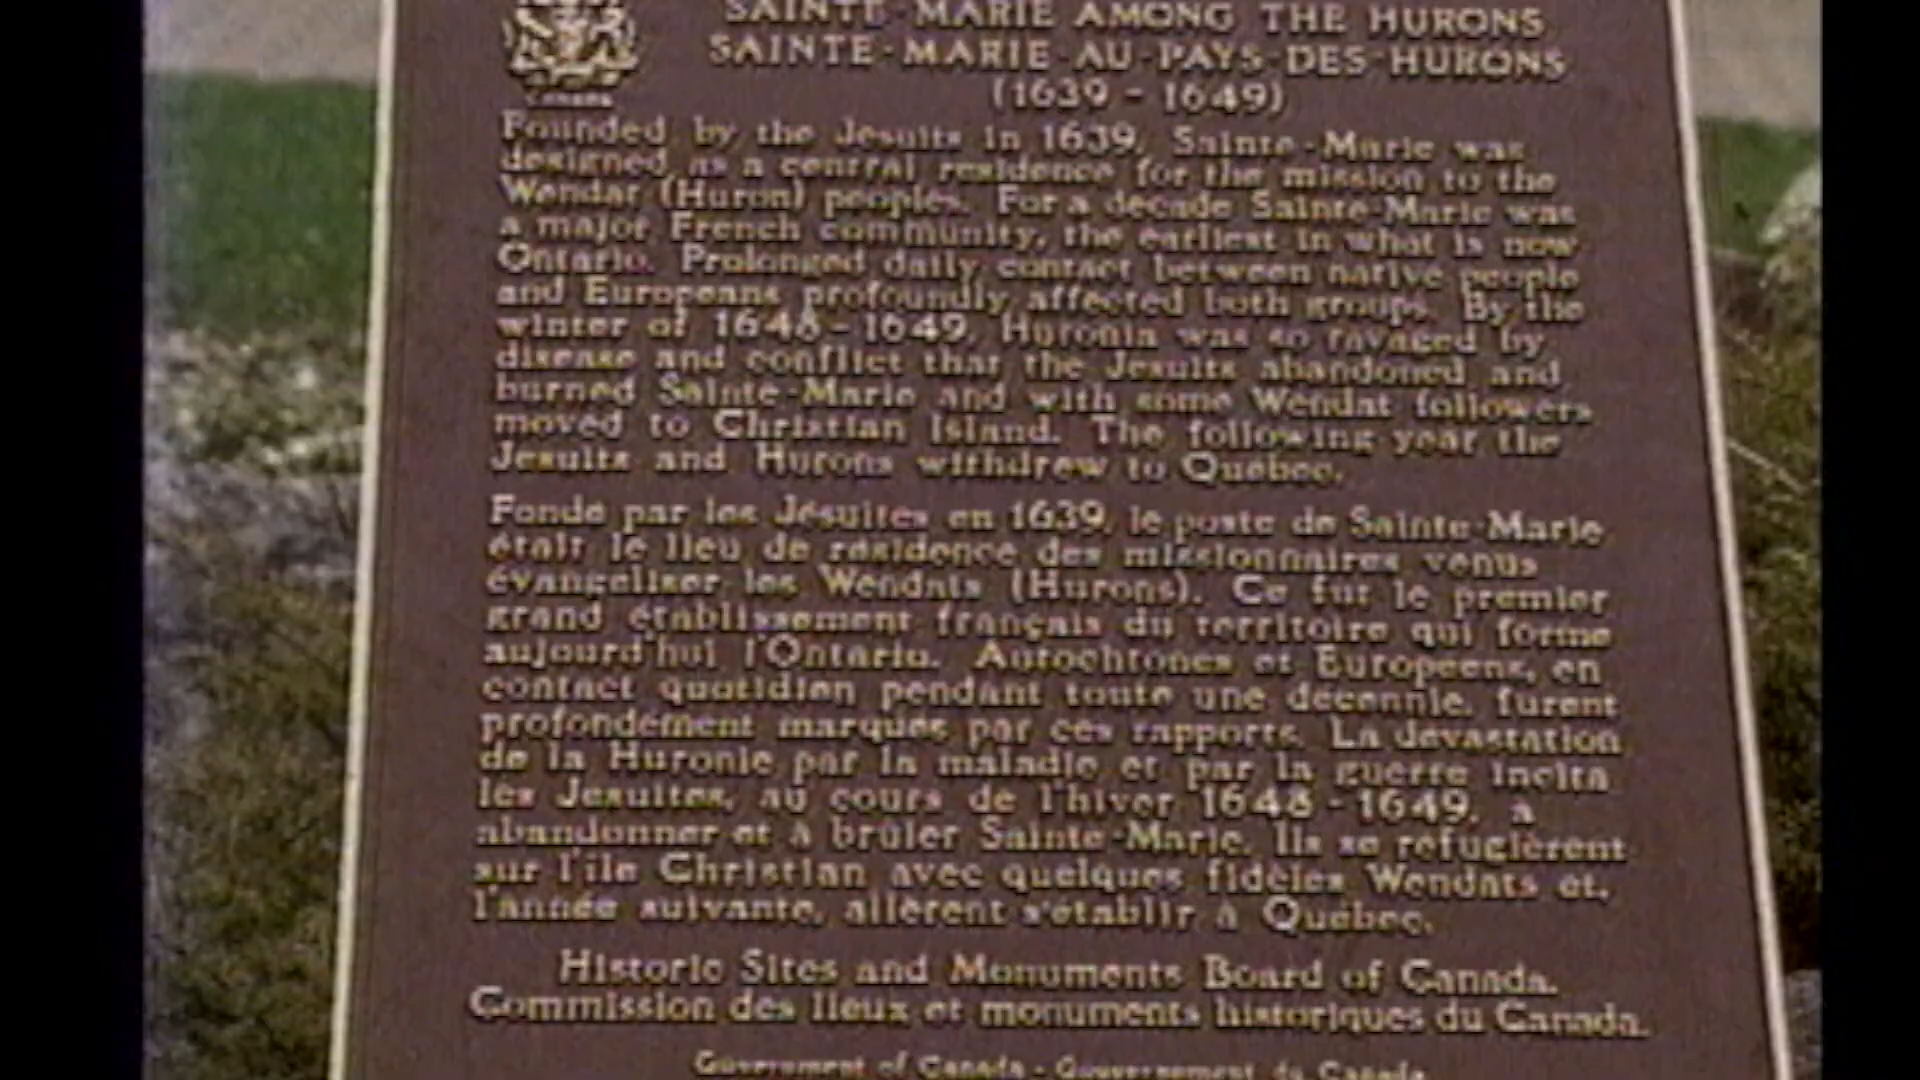 SAINTE-MARIE AMONG THE HURONS
SAINTE-MARIE-AU-PAYS-DES-HURONS
(1639 - 1649)
Canada
Founded by the Jesuits in 1639, Sainte-Marie was
designed as a central residence for the mission to the
Wendat (Huron) peoples. For a decade Sainte-Marie was
a major French community, the earliest in what is now
Ontario. Prolonged daily contact between native people
and Europeans profoundly affected both groups. By the
winter of 1648-1649, Huronia was so ravaged by
disease and conflict that the Jesuits abandoned and
burned Sainte-Marie and with some Wendat followers
moved to Christian Island. The following year the
Jesuits and Hurons withdrew to Québec.
Fondé par les Jésuites en 1639, le poste de Sainte-Marie
était le lieu de résidence des missionnaires venus
évangéliser les Wendats (Hurons). Ce fut le premier
grand établissement français du territoire qui forme
aujourd'hui l'Ontario. Autochtones et Européens, en
contact quotidien pendant toute une décennie, furent
profondément marqués par ces rapports. La dévastation
de la Huronie par la maladie et par la guerre incita
les Jésuites, au cours de l'hiver 1648-1649, à
abandonner et à brûler Sainte-Marie. Ils se réfugièrent
sur l'île Christian avec quelques fidèles Wendats et,
l'année suivante, allèrent s'établir à Québec.
Historic Sites and Monuments Board of Canada.
Commission des lieux et monuments historiques du Canada.
Government of Canada - Gouvernement du Canada